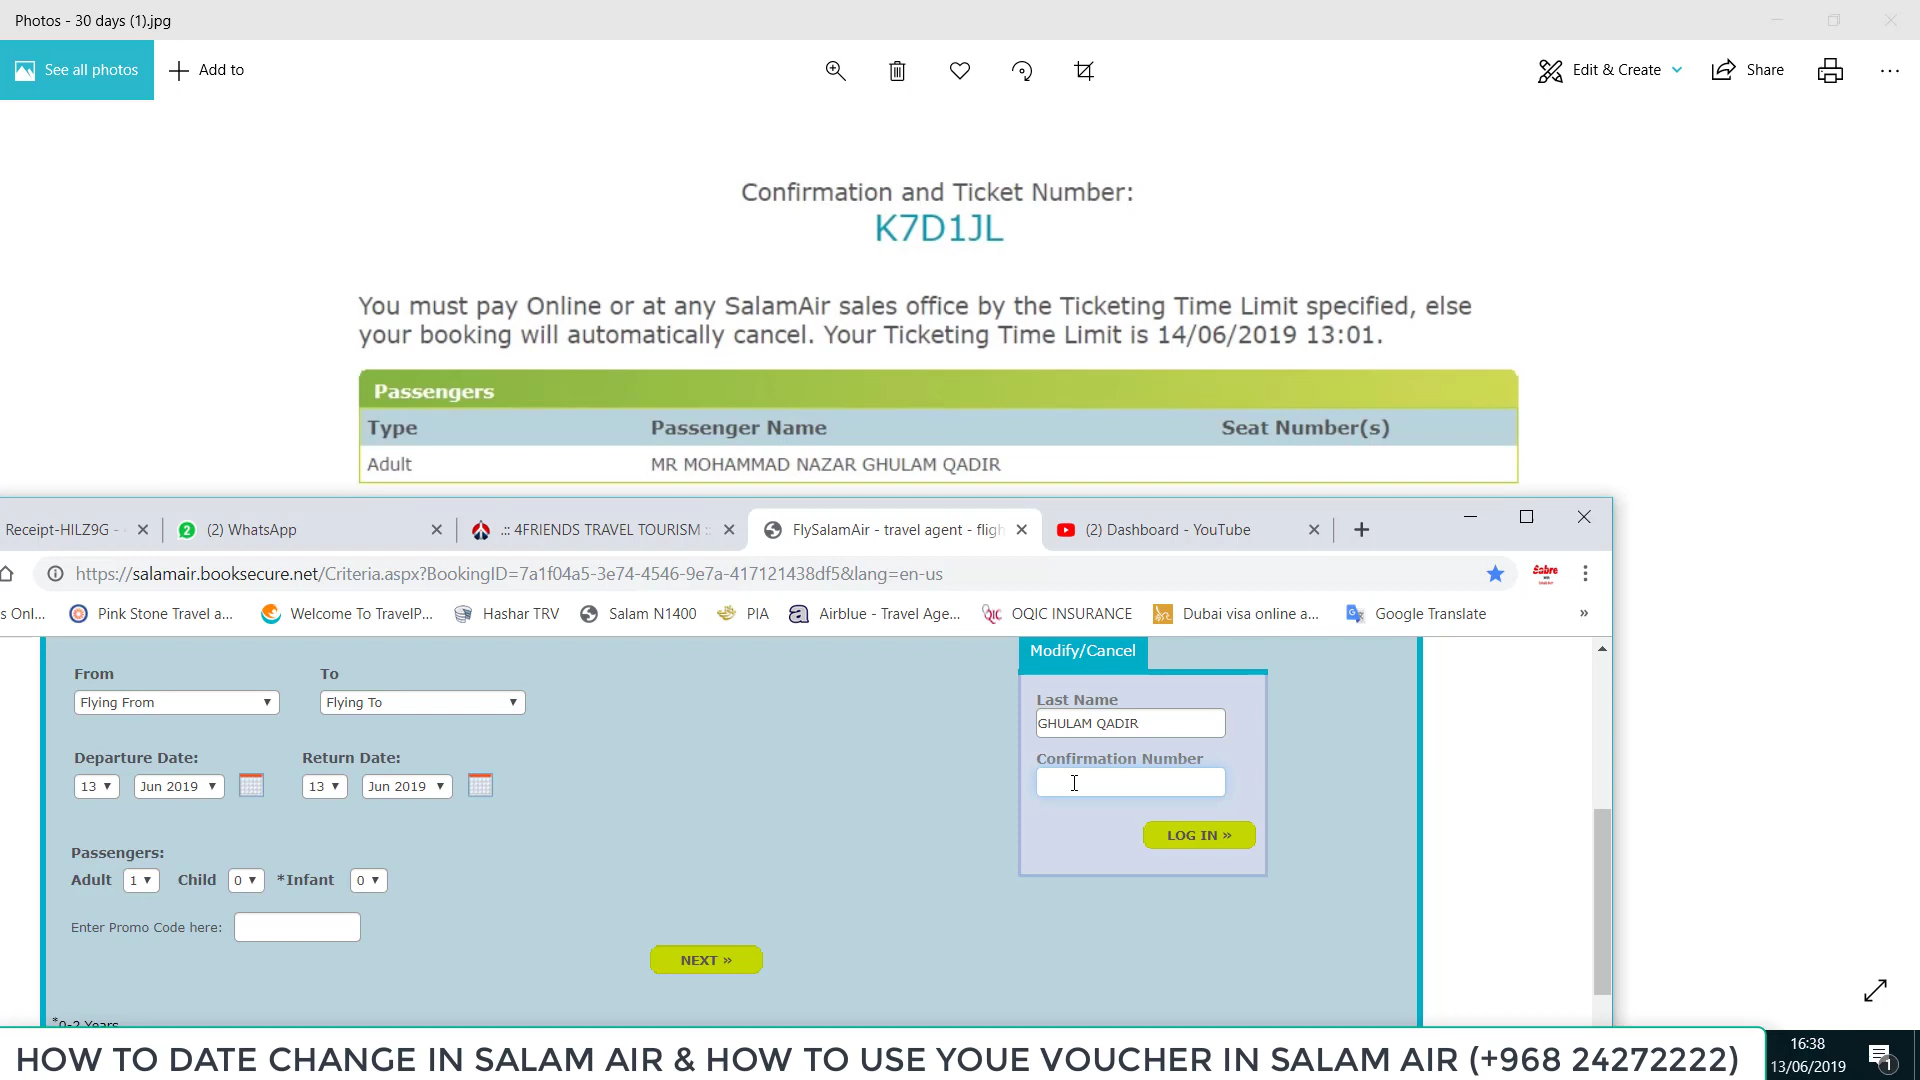 Photos - 30 days (1).jpg
See all photos
Add to
Edit & Create
Share
Confirmation and Ticket Number:
K7D1JL
You must pay Online or at any SalamAir sales office by the Ticketing Time Limit specified, else
your booking will automatically cancel. Your Ticketing Time Limit is 14/06/2019 13:01.
Passengers
Type Passenger Name Seat Number(s)
Adult MR MOHAMMAD NAZAR GHULAM QADIR
Receipt-HILZ9G - (2) WhatsApp .:: 4FRIENDS TRAVEL TOURISM :: FlySalamAir - travel agent - fligh (2) Dashboard - YouTube
https://salamair.booksecure.net/Criteria.aspx?BookingID=7a1f04a5-3e74-4546-9e7a-417121438df5&lang=en-us
Sabre
s Onl... Pink Stone Travel a... Welcome To TravelP... Hashar TRV Salam N1400 PIA Airblue - Travel Age... QIC OQIC INSURANCE Dubai visa online a... Google Translate »
Modify/Cancel
From To
Flying From Flying To
Last Name
GHULAM QADIR
Departure Date: Return Date:
13 Jun 2019 13 Jun 2019
Confirmation Number
LOG IN »
Passengers:
Adult 1 Child 0 *Infant 0
Enter Promo Code here:
NEXT »
*0-2 Years
HOW TO DATE CHANGE IN SALAM AIR & HOW TO USE YOUE VOUCHER IN SALAM AIR (+968 24272222)
16:38
13/06/2019
1